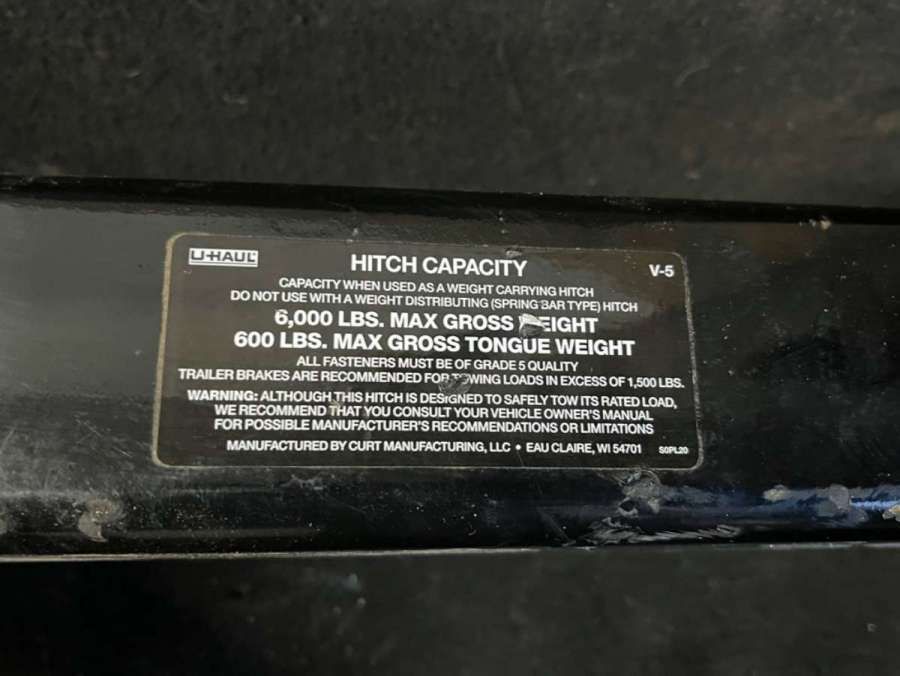 U-HAUL
HITCH CAPACITY V-5
CAPACITY WHEN USED AS A WEIGHT CARRYING HITCH
DO NOT USE WITH A WEIGHT DISTRIBUTING (SPRING BAR TYPE) HITCH
6,000 LBS. MAX GROSS WEIGHT
600 LBS. MAX GROSS TONGUE WEIGHT
ALL FASTENERS MUST BE OF GRADE 5 QUALITY
TRAILER BRAKES ARE RECOMMENDED FOR TOWING LOADS IN EXCESS OF 1,500 LBS.
WARNING: ALTHOUGH THIS HITCH IS DESIGNED TO SAFELY TOW ITS RATED LOAD,
WE RECOMMEND THAT YOU CONSULT YOUR VEHICLE OWNER'S MANUAL
FOR POSSIBLE MANUFACTURER'S RECOMMENDATIONS OR LIMITATIONS
MANUFACTURED BY CURT MANUFACTURING, LLC • EAU CLAIRE, WI 54701 S0PL20